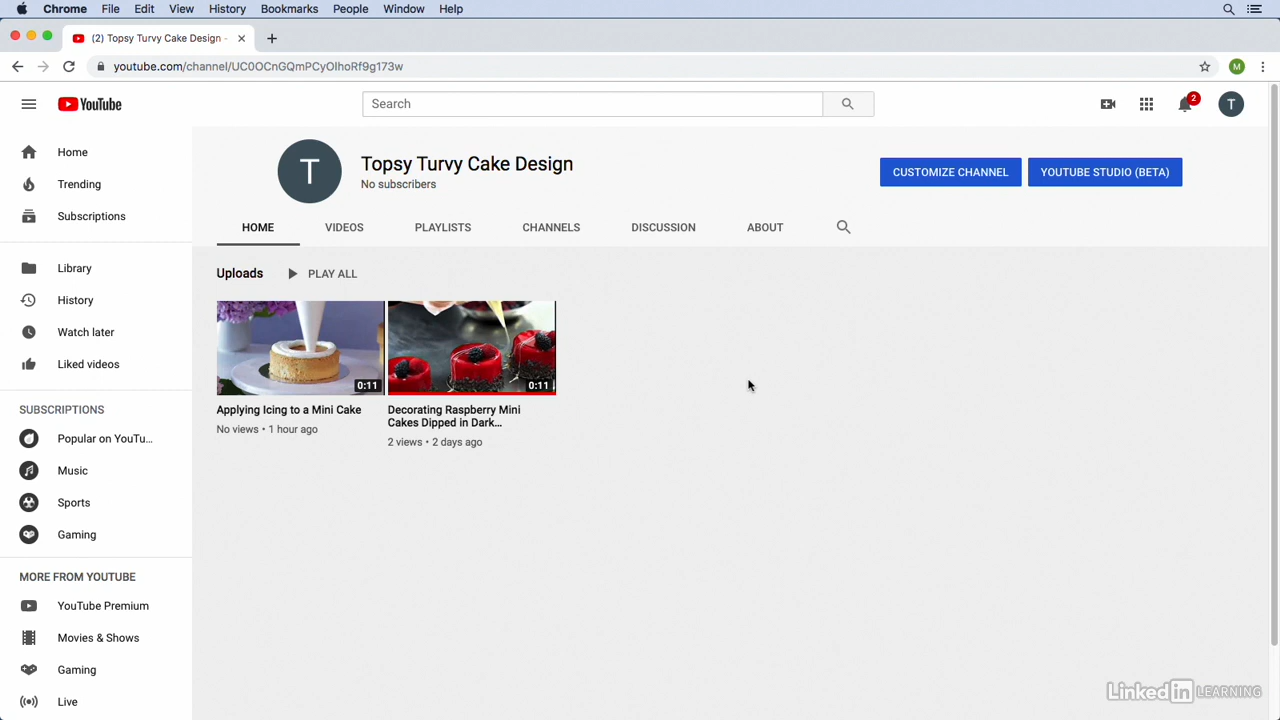 Chrome File Edit View History Bookmarks People Window Help
(2) Topsy Turvy Cake Design -
youtube.com/channel/UC0OCnGQmPCyOIhoRf9g173w
M
YouTube
Search
2
T
Home
Trending
Subscriptions
Library
History
Watch later
Liked videos
SUBSCRIPTIONS
Popular on YouTu...
Music
Sports
Gaming
MORE FROM YOUTUBE
YouTube Premium
Movies & Shows
Gaming
Live
T
Topsy Turvy Cake Design
No subscribers
CUSTOMIZE CHANNEL
YOUTUBE STUDIO (BETA)
HOME VIDEOS PLAYLISTS CHANNELS DISCUSSION ABOUT
Uploads PLAY ALL
0:11
Applying Icing to a Mini Cake
No views • 1 hour ago
0:11
Decorating Raspberry Mini
Cakes Dipped in Dark...
2 views • 2 days ago
Linked in LEARNING